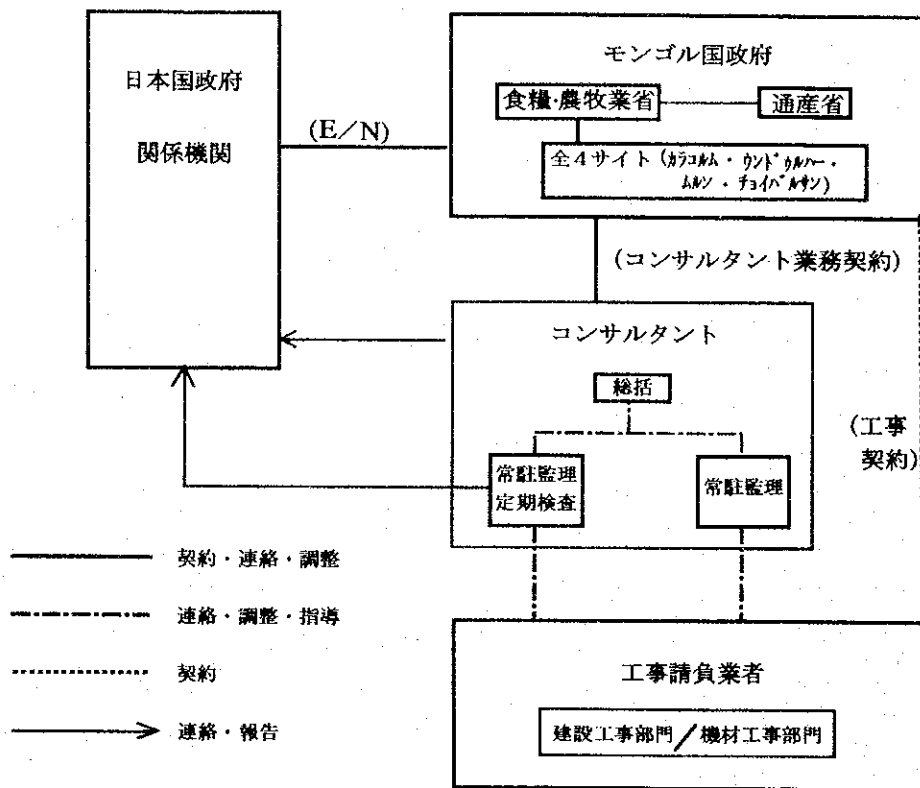 日本国政府
関係機関
(E/N)
モンゴル国政府
食糧・農牧業省
通産省
全4サイト (カラコルム・ウンドゥルハー・
ムルン・チョイバルサン)
(コンサルタント業務契約)
コンサルタント
総括
常駐監理
定期検査
常駐監理
(工事
契約)
工事請負業者
建設工事部門/機材工事部門
契約・連絡・調整
連絡・調整・指導
契約
連絡・報告